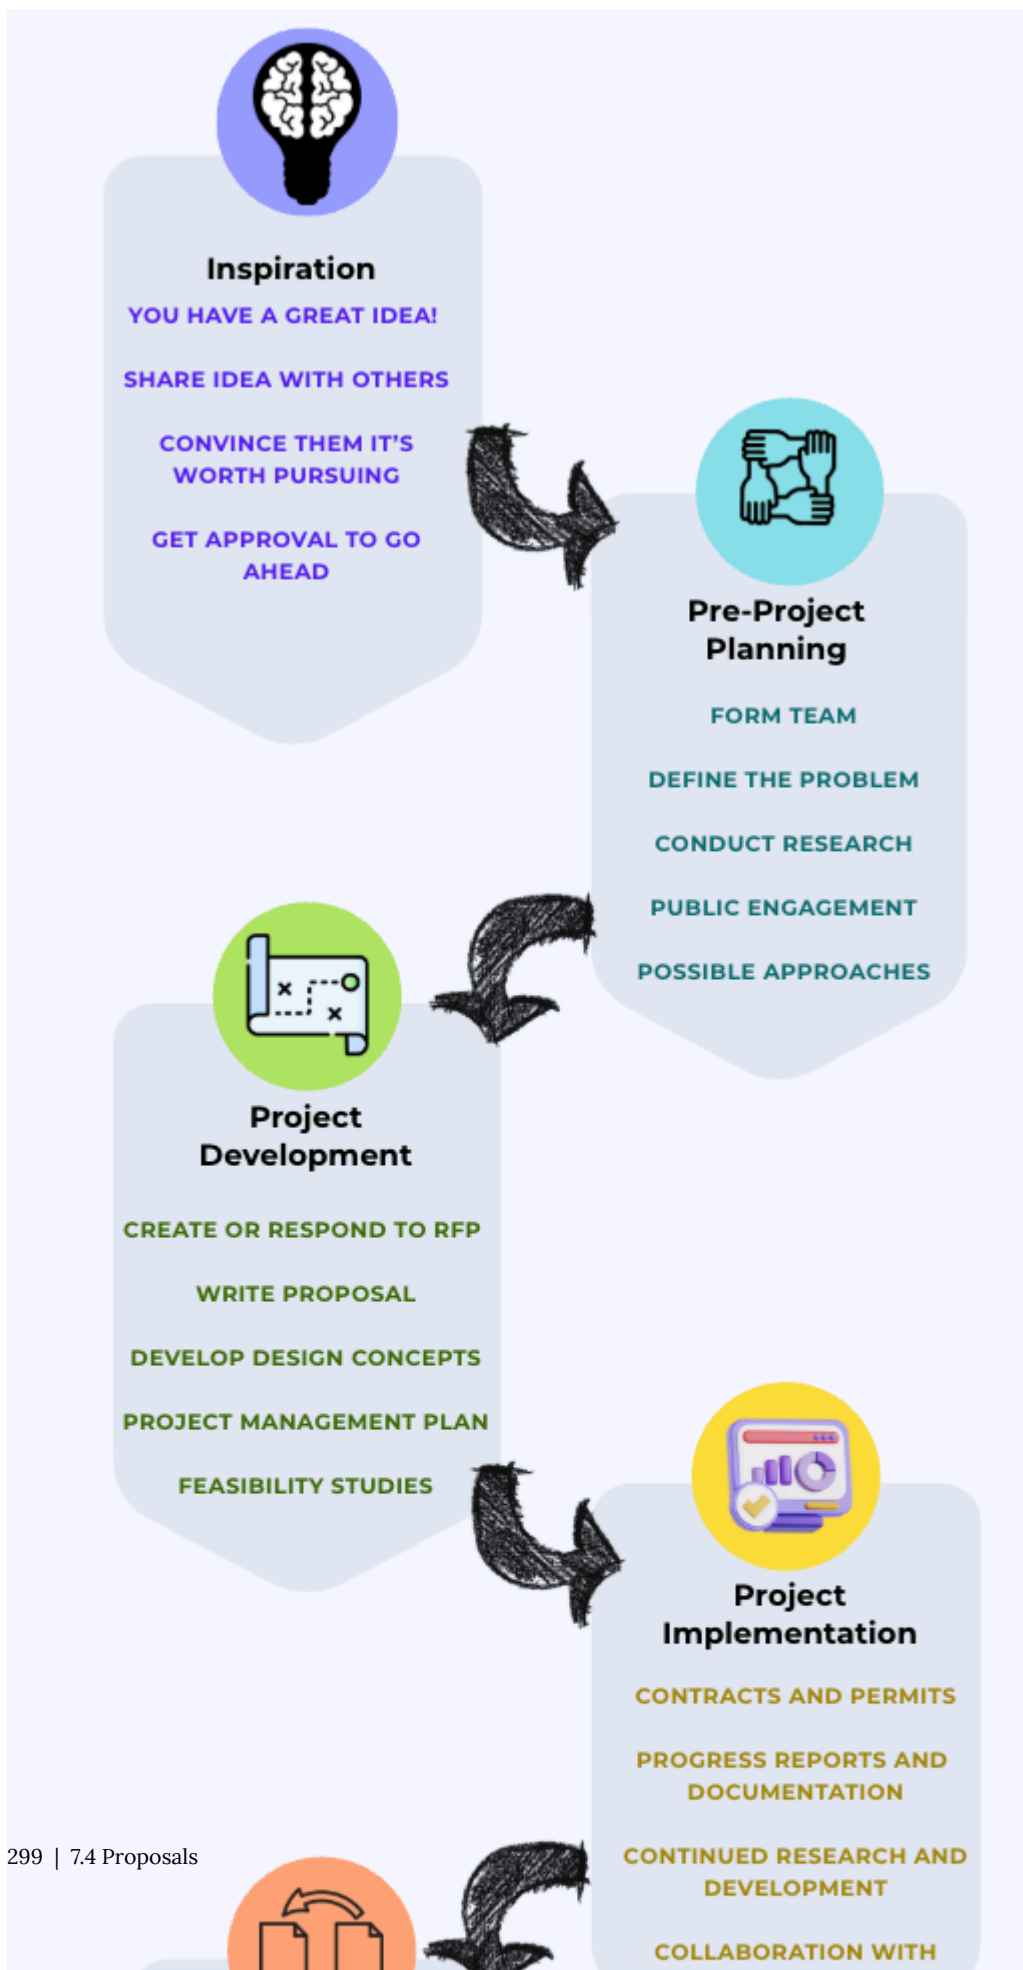 Inspiration
YOU HAVE A GREAT IDEA!
SHARE IDEA WITH OTHERS
CONVINCE THEM IT'S
WORTH PURSUING
GET APPROVAL TO GO
AHEAD
Pre-Project
Planning
FORM TEAM
DEFINE THE PROBLEM
CONDUCT RESEARCH
PUBLIC ENGAGEMENT
POSSIBLE APPROACHES
Project
Development
CREATE OR RESPOND TO RFP
WRITE PROPOSAL
DEVELOP DESIGN CONCEPTS
PROJECT MANAGEMENT PLAN
FEASIBILITY STUDIES
Project
Implementation
CONTRACTS AND PERMITS
PROGRESS REPORTS AND
DOCUMENTATION
CONTINUED RESEARCH AND
DEVELOPMENT
COLLABORATION WITH
299 | 7.4 Proposals